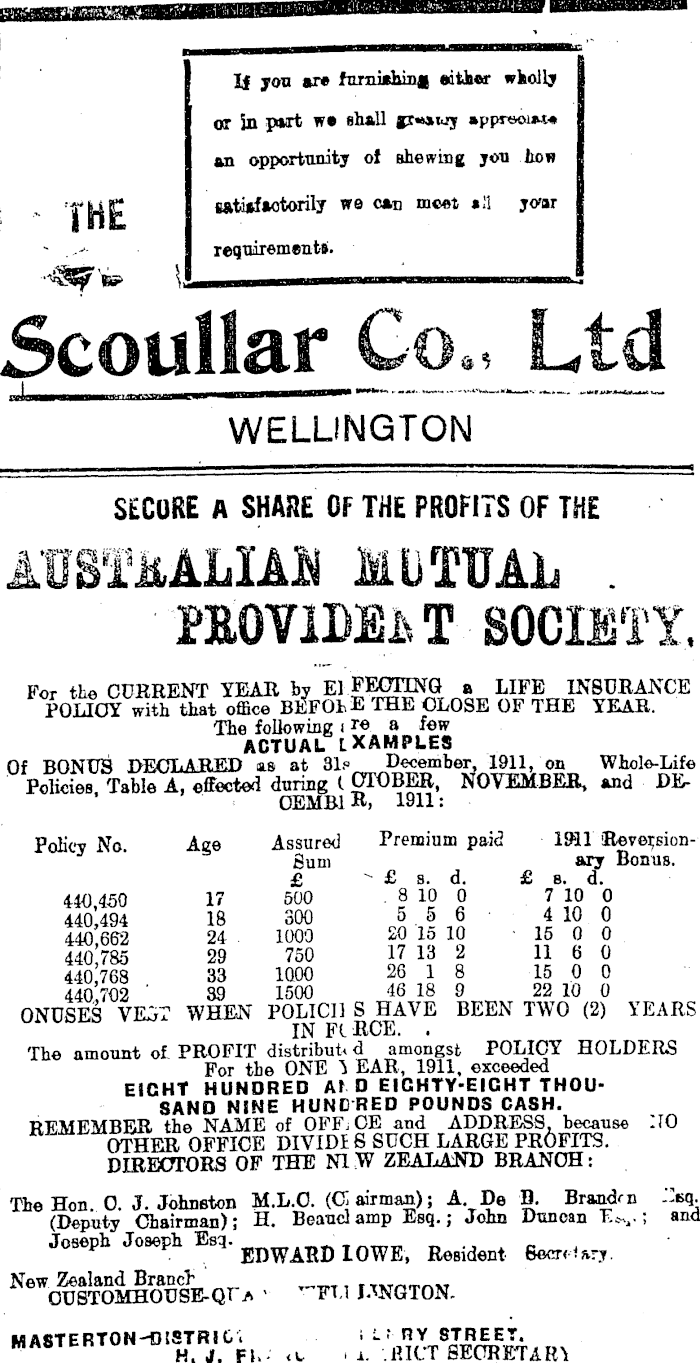 If you are furnishing either wholly
or in part we shall greatly appreciate
an opportunity of shewing you how
satisfactorily we can meet all your
requirements.
THE
Scoullar Co., Ltd
WELLINGTON
SECURE A SHARE OF THE PROFITS OF THE
AUSTRALIAN MUTUAL
PROVIDENT SOCIETY.
For the CURRENT YEAR by EFFECTING a LIFE INSURANCE
POLICY with that office BEFORE THE CLOSE OF THE YEAR.
The following are a few
ACTUAL EXAMPLES
Of BONUS DECLARED as at 31st December, 1911, on Whole-Life
Policies, Table A, effected during OCTOBER, NOVEMBER, and DE-
CEMBER, 1911:
Policy No. Age Assured Premium paid 1911 Reversion-
Sum ary Bonus.
£ £ s. d. £ s. d.
440,450 17 500 8 10 0 7 10 0
440,494 18 300 5 5 6 4 10 0
440,662 24 1000 20 15 10 15 0 0
440,785 29 750 17 13 2 11 6 0
440,768 33 1000 26 1 8 15 0 0
440,702 39 1500 46 18 9 22 10 0
ONUSES VEST WHEN POLICIES HAVE BEEN TWO (2) YEARS
IN FORCE.
The amount of PROFIT distributed amongst POLICY HOLDERS
For the ONE YEAR, 1911, exceeded
EIGHT HUNDRED AND EIGHTY-EIGHT THOU-
SAND NINE HUNDRED POUNDS CASH.
REMEMBER the NAME of OFFICE and ADDRESS, because NO
OTHER OFFICE DIVIDES SUCH LARGE PROFITS.
DIRECTORS OF THE NEW ZEALAND BRANCH:
The Hon. C. J. Johnston M.L.C. (Chairman); A. De B. Brandon Esq.
(Deputy Chairman); H. Beauchamp Esq.; John Duncan Esq.; and
Joseph Joseph Esq.
EDWARD LOWE, Resident Secretary.
New Zealand Branch
CUSTOMHOUSE-QUAY WELLINGTON.
MASTERTON-DISTRICT STREET.
H. J. DISTRICT SECRETARY